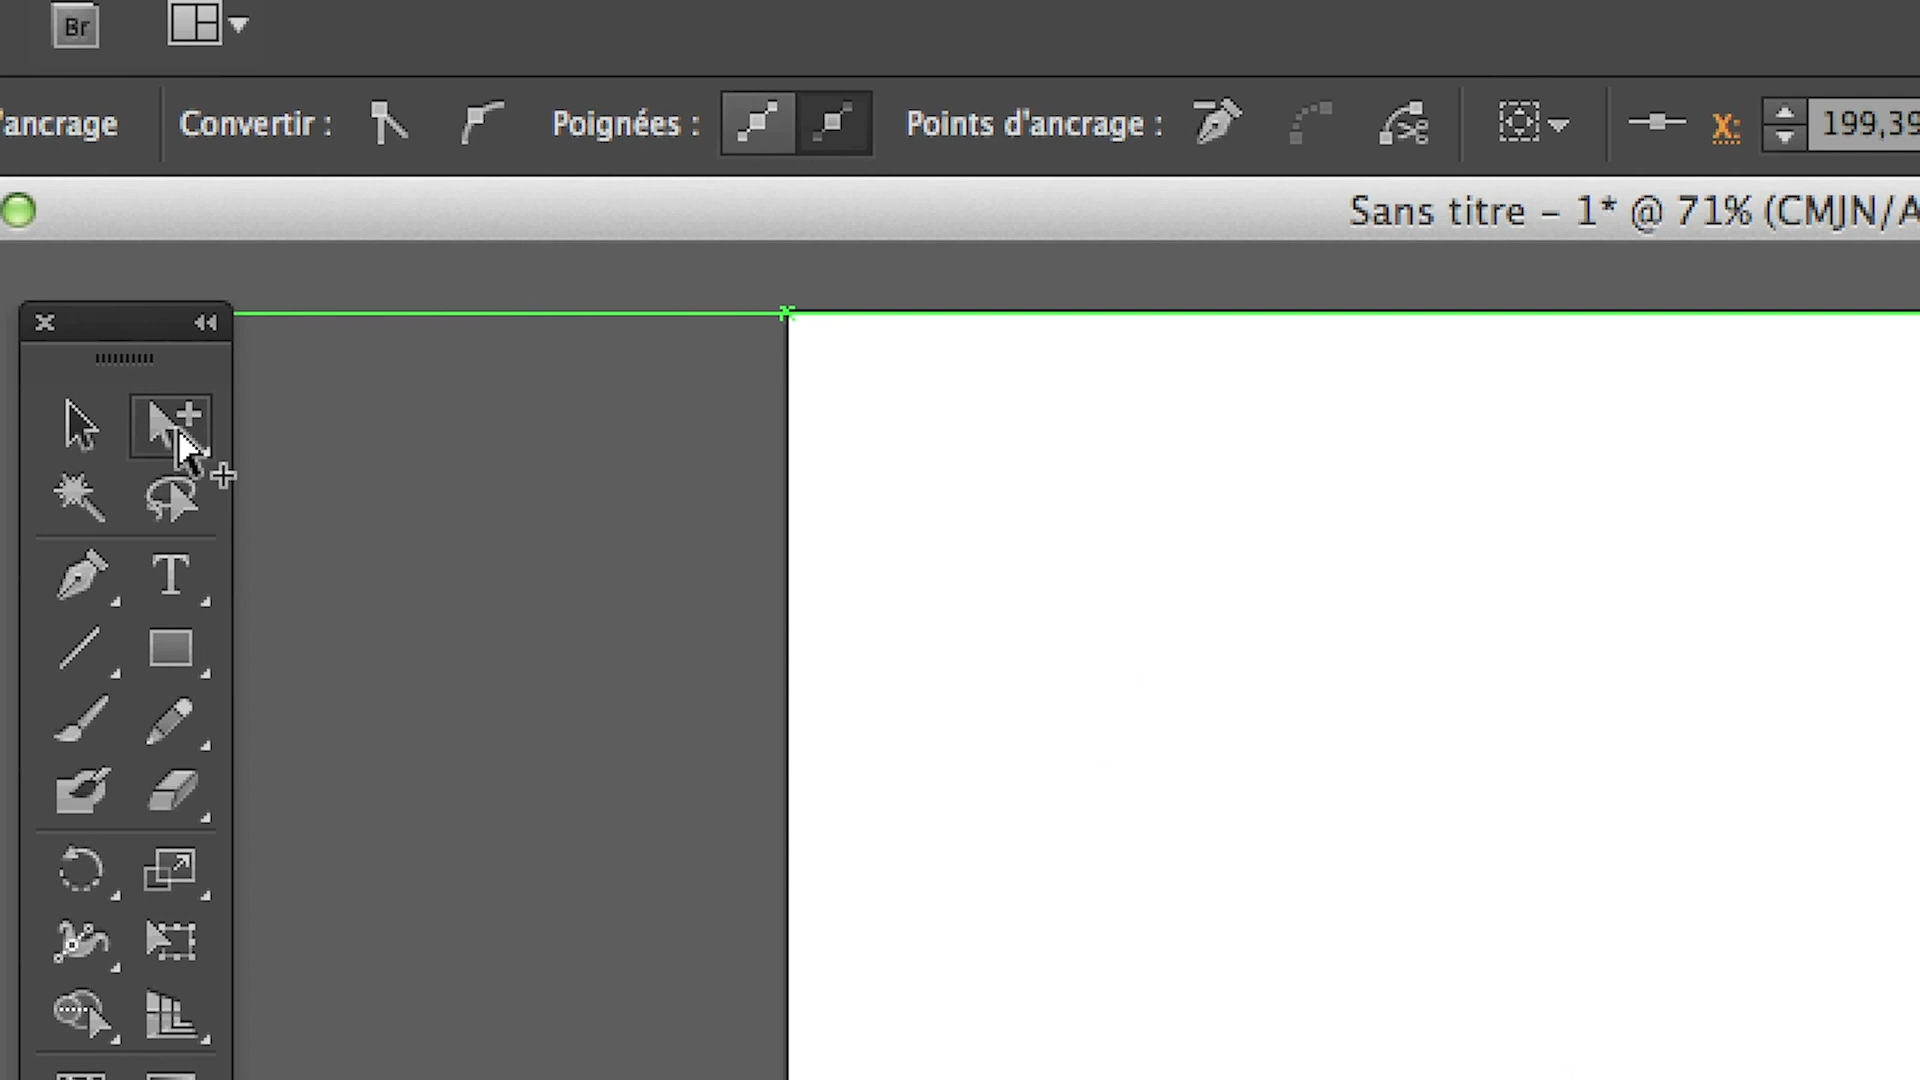 Br
'ancrage Convertir : Poignées : Points d'ancrage : X: 199,39
Sans titre – 1* @ 71% (CMJN/A
T